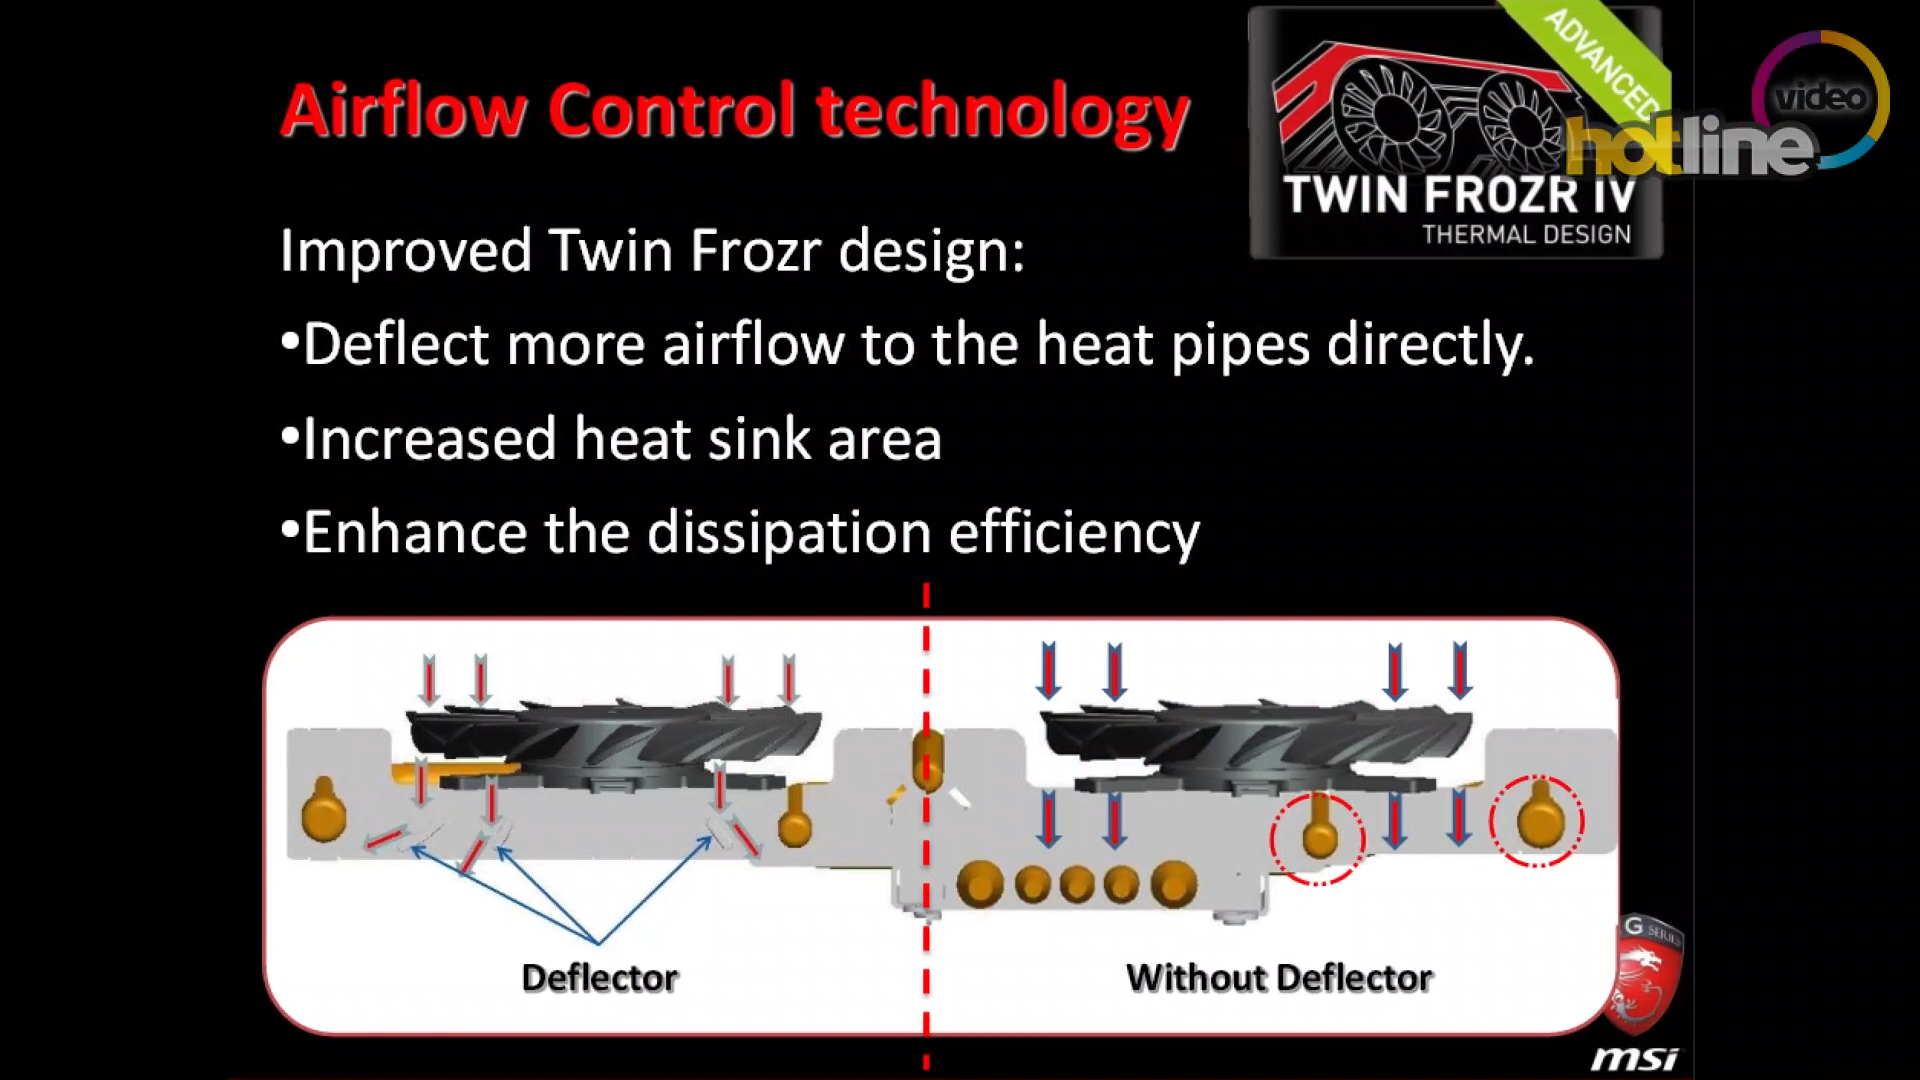 ADVANCED
video
hotline
Airflow Control technology
TWIN FROZR IV
THERMAL DESIGN
Improved Twin Frozr design:
•Deflect more airflow to the heat pipes directly.
•Increased heat sink area
•Enhance the dissipation efficiency
Deflector
Without Deflector
G SERIES
msi